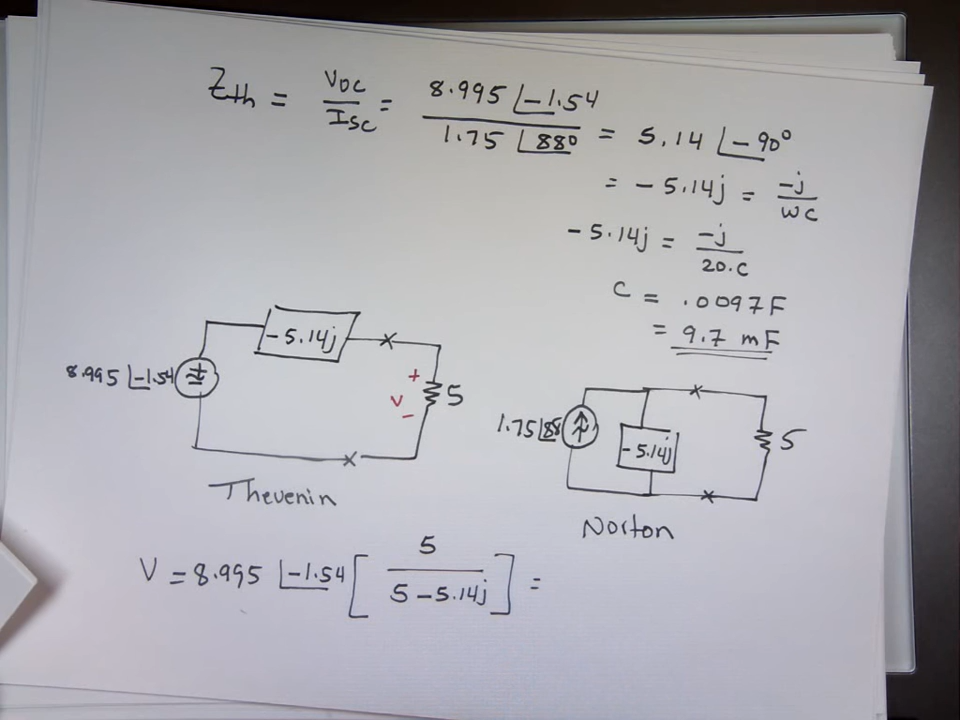 Zth = Voc / Isc = 8.995 ∠-1.54 / 1.75 ∠88° = 5.14 ∠-90°
= -5.14j = -j / wc
-5.14j = -j / 20.c
C = .0097F
= 9.7 mF
-5.14j
8.995 ∠-1.54
+
V
-
5
Thevenin
1.75 ∠88
-5.14j
5
Norton
V = 8.995 ∠-1.54 [ 5 / 5 - 5.14j ] =